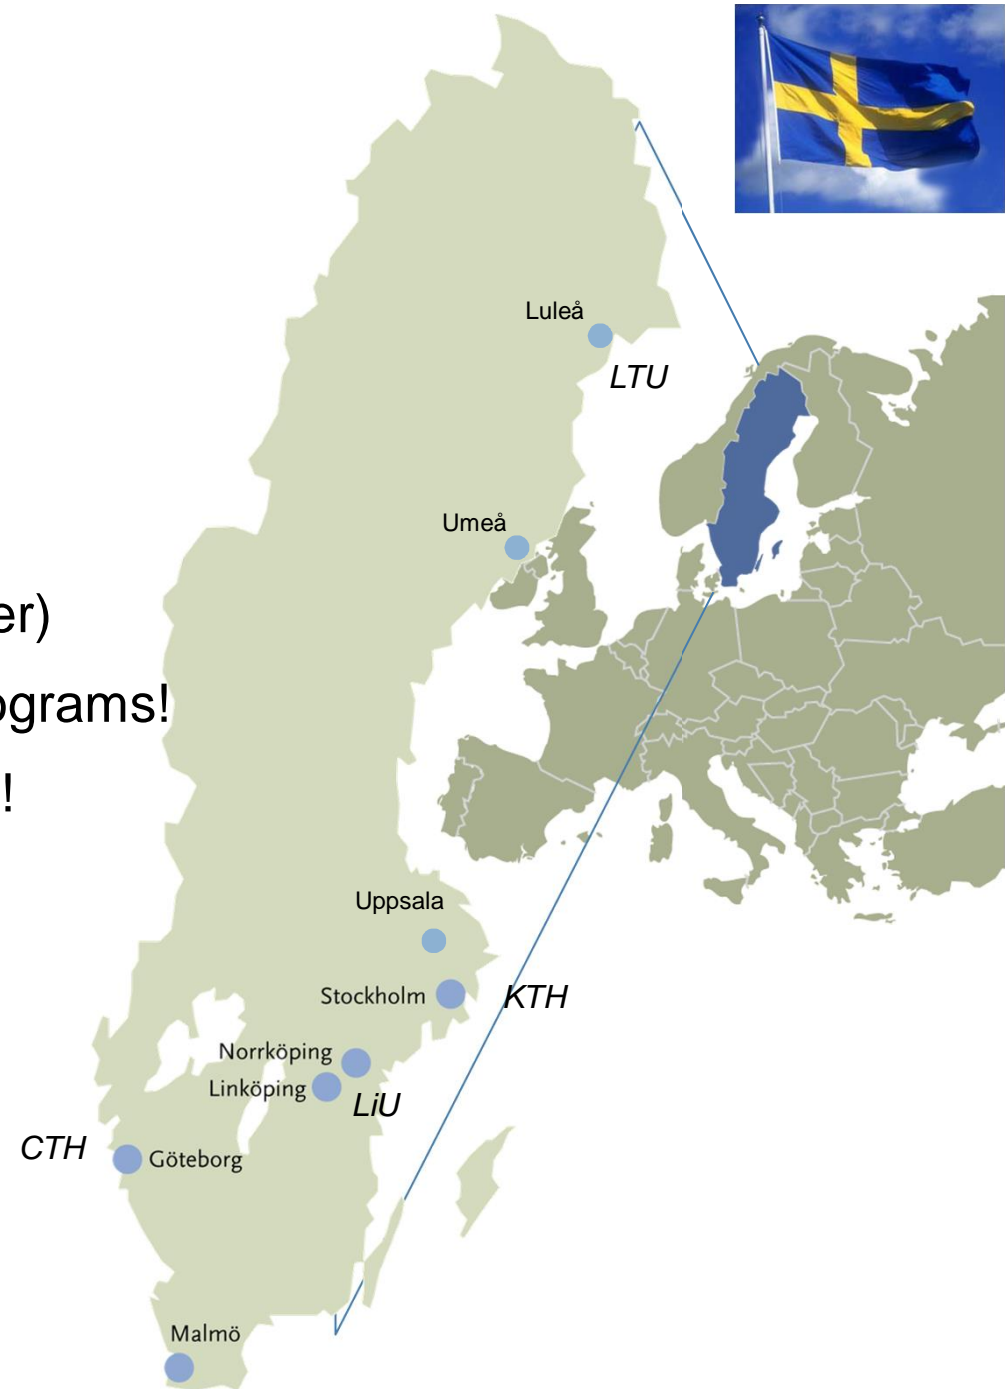 Luleå
LTU
Umeå
er)
ograms!
!
Uppsala
Stockholm
KTH
Norrköping
Linköping
LiU
CTH
Göteborg
Malmö